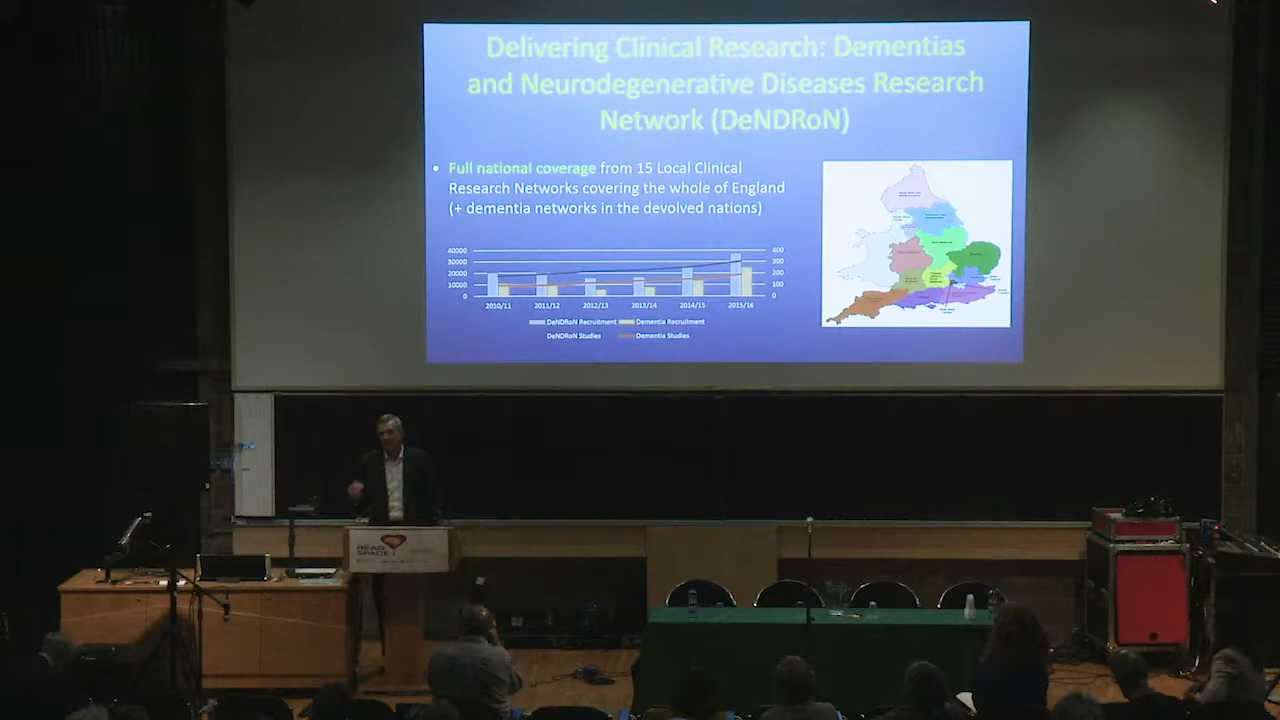 Delivering Clinical Research: Dementias
and Neurodegenerative Diseases Research
Network (DeNDRoN)
• Full national coverage from 15 Local Clinical
Research Networks covering the whole of England
(+ dementia networks in the devolved nations)
40000
30000
20000
10000
0
400
300
200
100
0
2010/11 2011/12 2012/13 2013/14 2014/15 2015/16
DeNDRoN Recruitment Dementia Recruitment
DeNDRoN Studies Dementia Studies
HEAD
SPACE